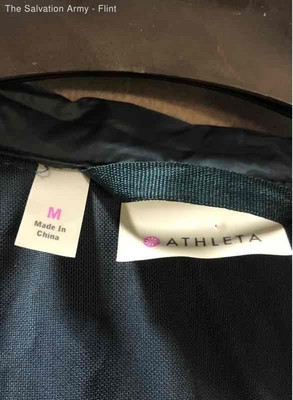 The Salvation Army - Flint
M
Made In
China
ATHLETA